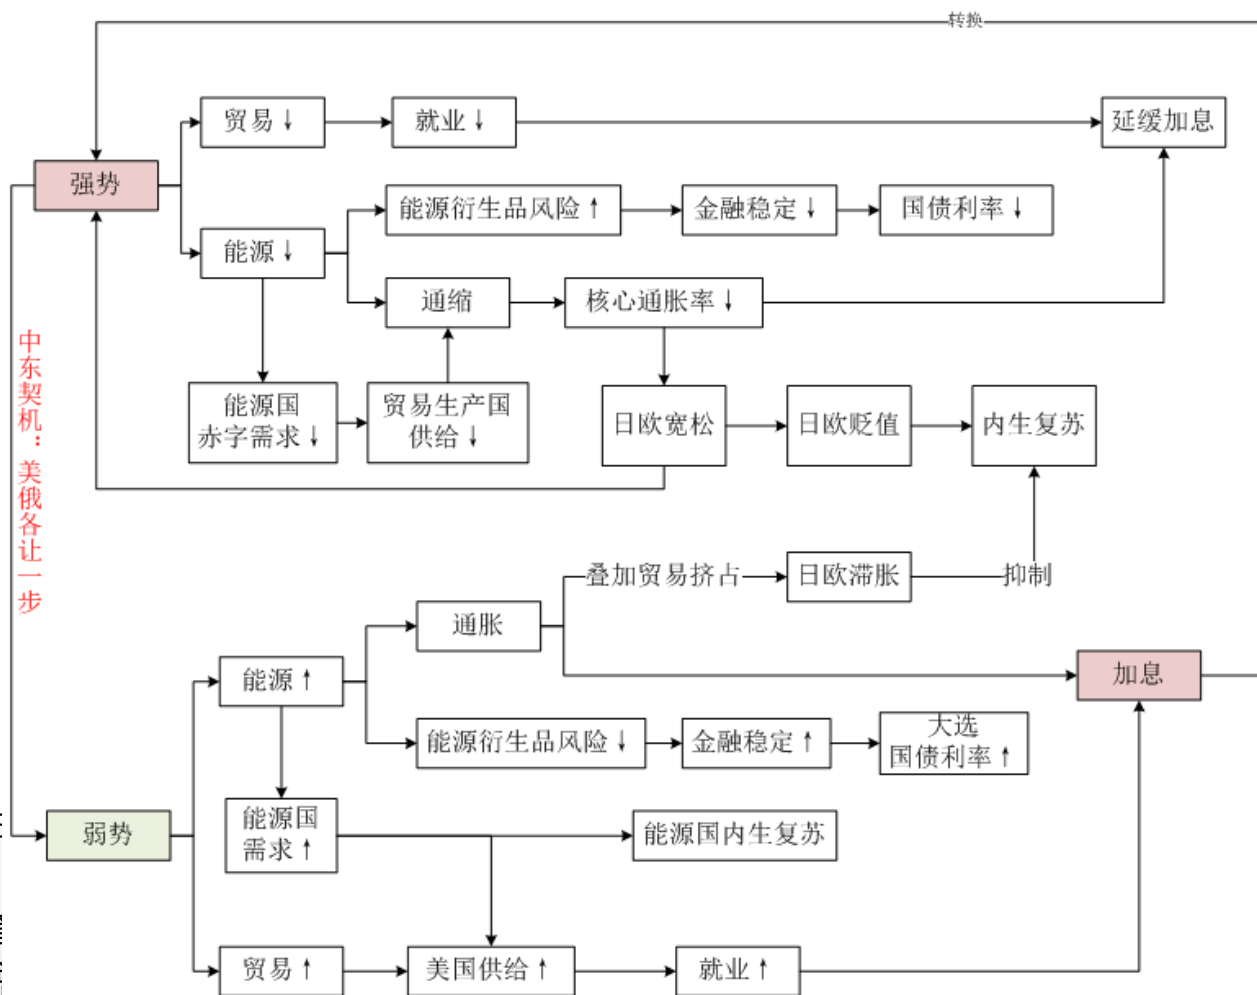 转换
贸易↓
就业↓
延缓加息
强势
能源衍生品风险↑
金融稳定↓
国债利率↓
能源↓
通缩
核心通胀率↓
中东契机：美俄各让一步
能源国
赤字需求↓
贸易生产国
供给↓
日欧宽松
日欧贬值
内生复苏
叠加贸易挤占
日欧滞胀
抑制
通胀
能源↑
加息
能源衍生品风险↓
金融稳定↑
大选
国债利率↑
弱势
能源国
需求↑
能源国内生复苏
贸易↑
美国供给↑
就业↑